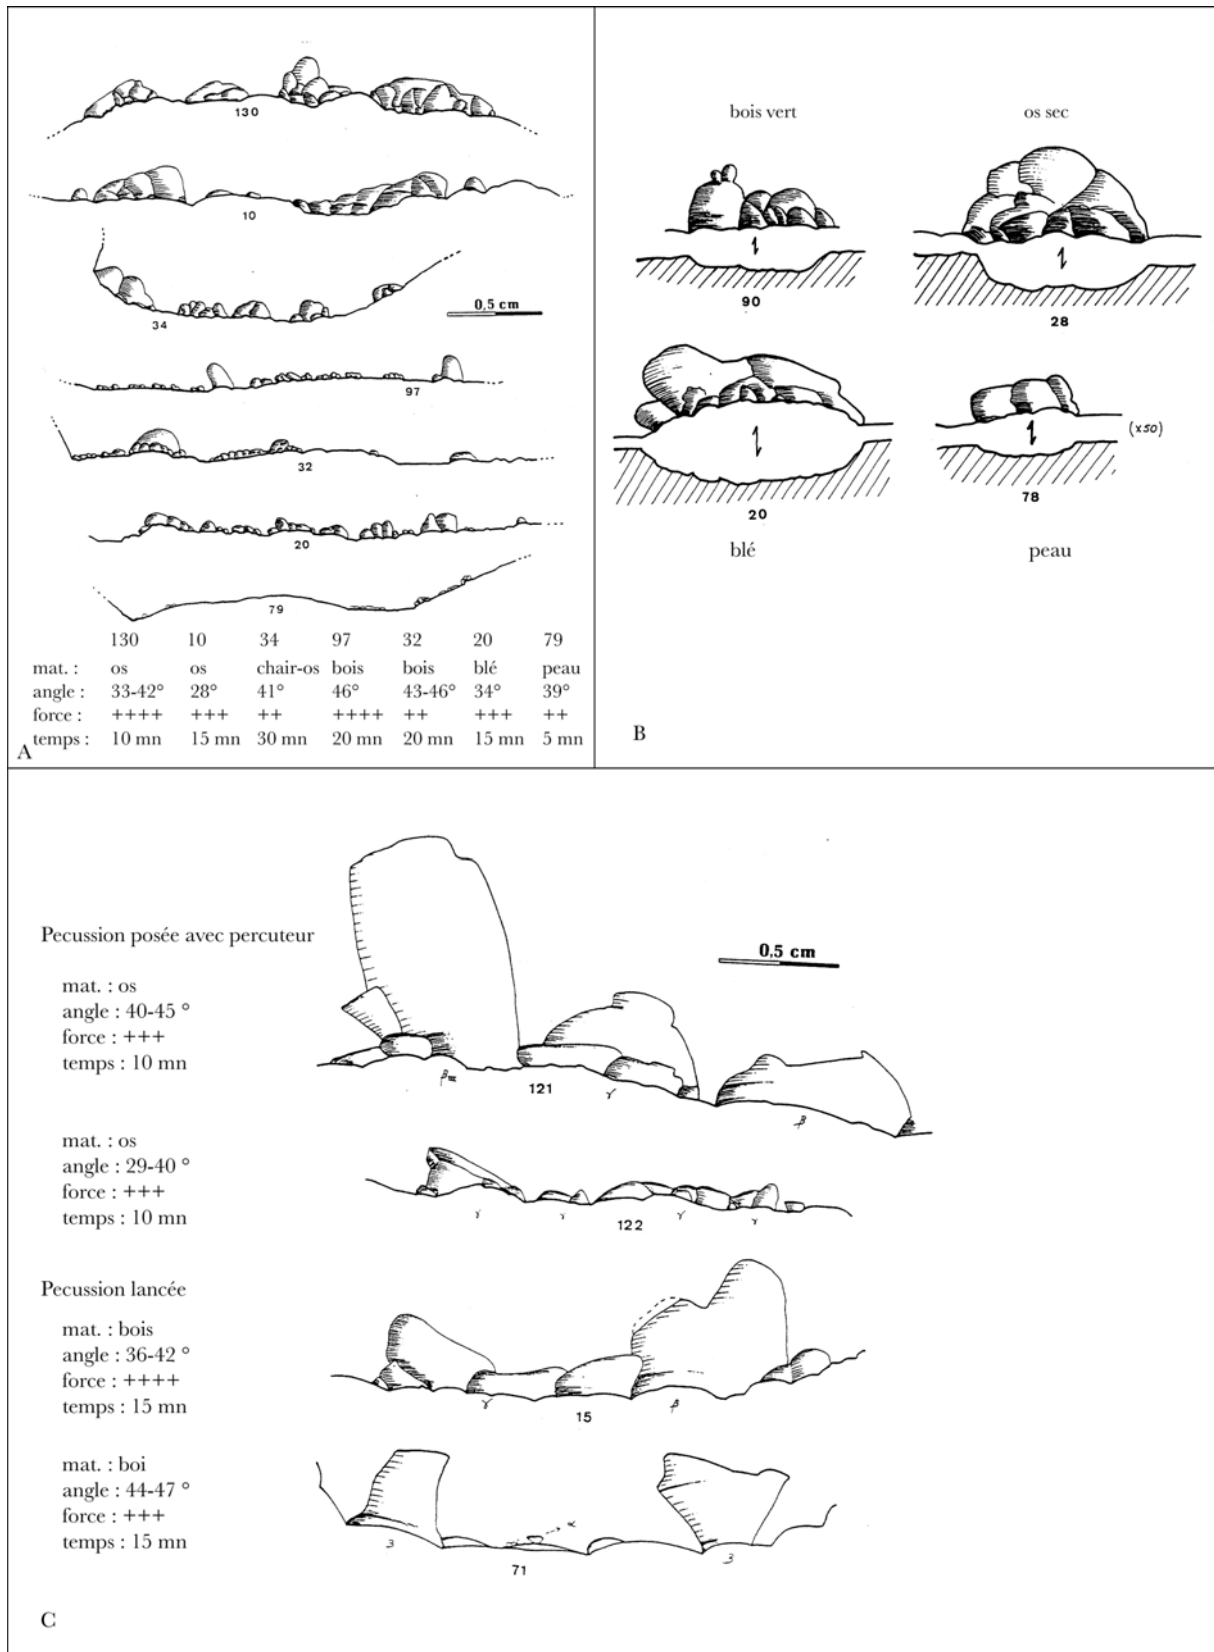 130
10
34
0,5 cm
97
32
20
79
130 10 34 97 32 20 79
mat. : os os chair-os bois bois blé peau
angle : 33-42° 28° 41° 46° 43-46° 34° 39°
force : ++++ +++ ++ ++++ ++ +++ ++
temps : 10 mn 15 mn 30 mn 20 mn 20 mn 15 mn 5 mn
A
bois vert os sec
90 28
(x50)
20 78
blé peau
B
Pecussion posée avec percuteur
0,5 cm
mat. : os
angle : 40-45 °
force : +++
temps : 10 mn
121 γ
β
mat. : os
angle : 29-40 °
force : +++
temps : 10 mn
γ γ 122 γ γ
Pecussion lancée
mat. : bois
angle : 36-42 °
force : ++++
temps : 15 mn
γ 15 β
mat. : boi
angle : 44-47 °
force : +++
temps : 15 mn
α
3 71 3
C